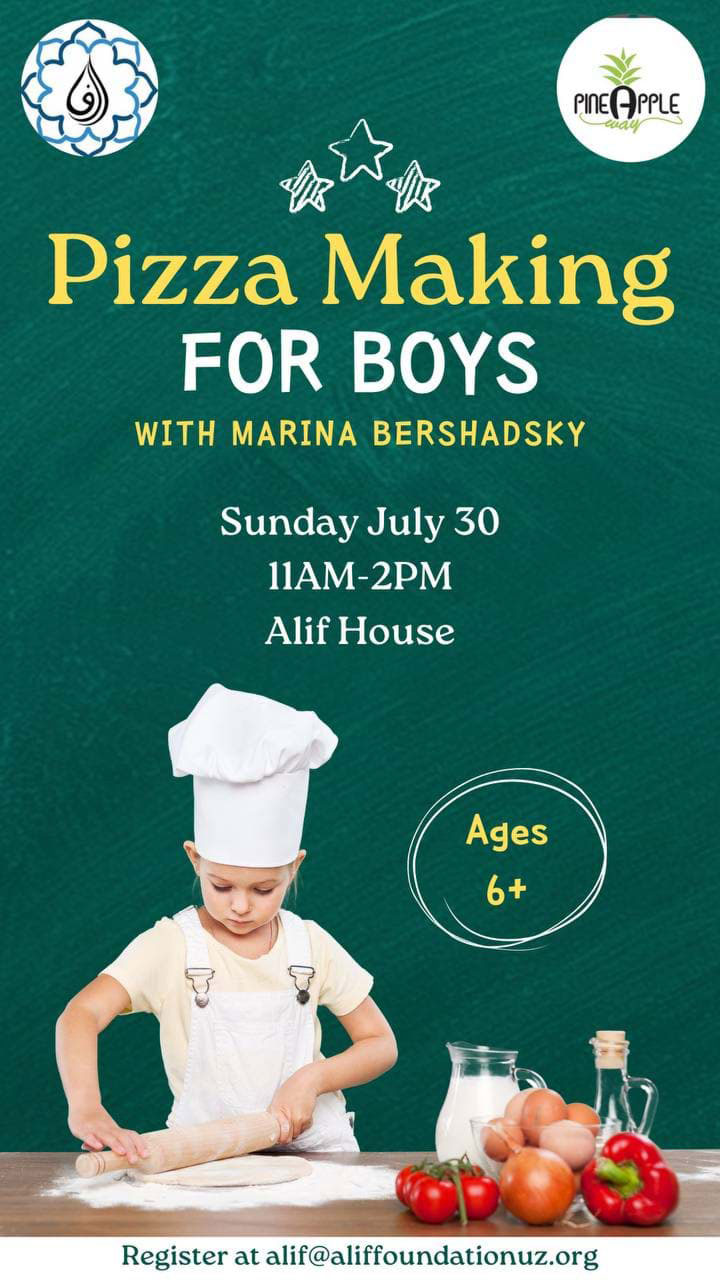 ألف
PINEAPPLE
way
Pizza Making
FOR BOYS
WITH MARINA BERSHADSKY
Sunday July 30
11AM-2PM
Alif House
Ages
6+
Register at alif@aliffoundationuz.org